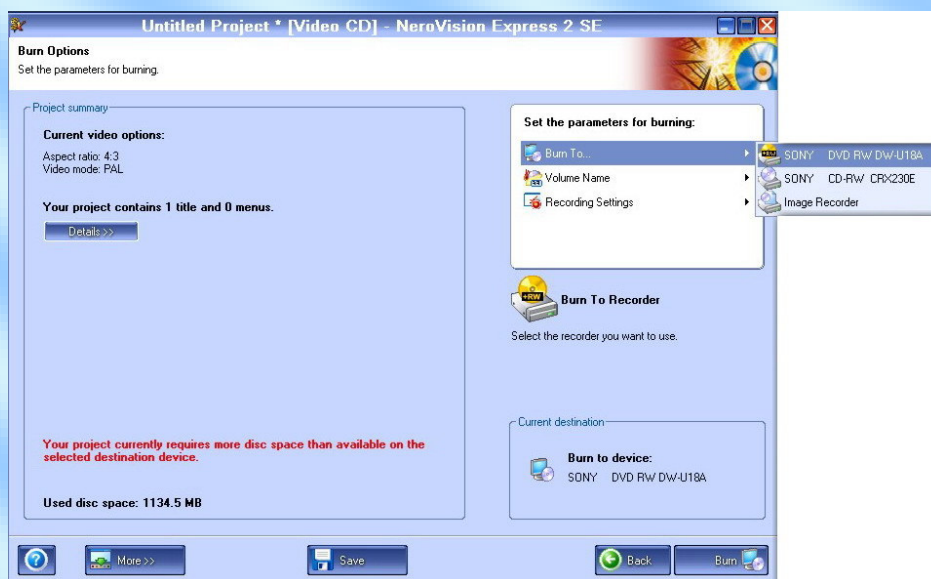 Untitled Project * [Video CD] - NeroVision Express 2 SE
Burn Options
Set the parameters for burning.
Project summary
Current video options:
Aspect ratio: 4:3
Video mode: PAL
Your project contains 1 title and 0 menus.
Details >>
Your project currently requires more disc space than available on the
selected destination device.
Used disc space: 1134.5 MB
Set the parameters for burning:
Burn To...
Volume Name
Recording Settings
SONY DVD RW DW-U18A
SONY CD-RW CRX230E
Image Recorder
+RW
Burn To Recorder
Select the recorder you want to use.
Current destination
Burn to device:
SONY DVD RW DW-U18A
More >>
Save
Back
Burn